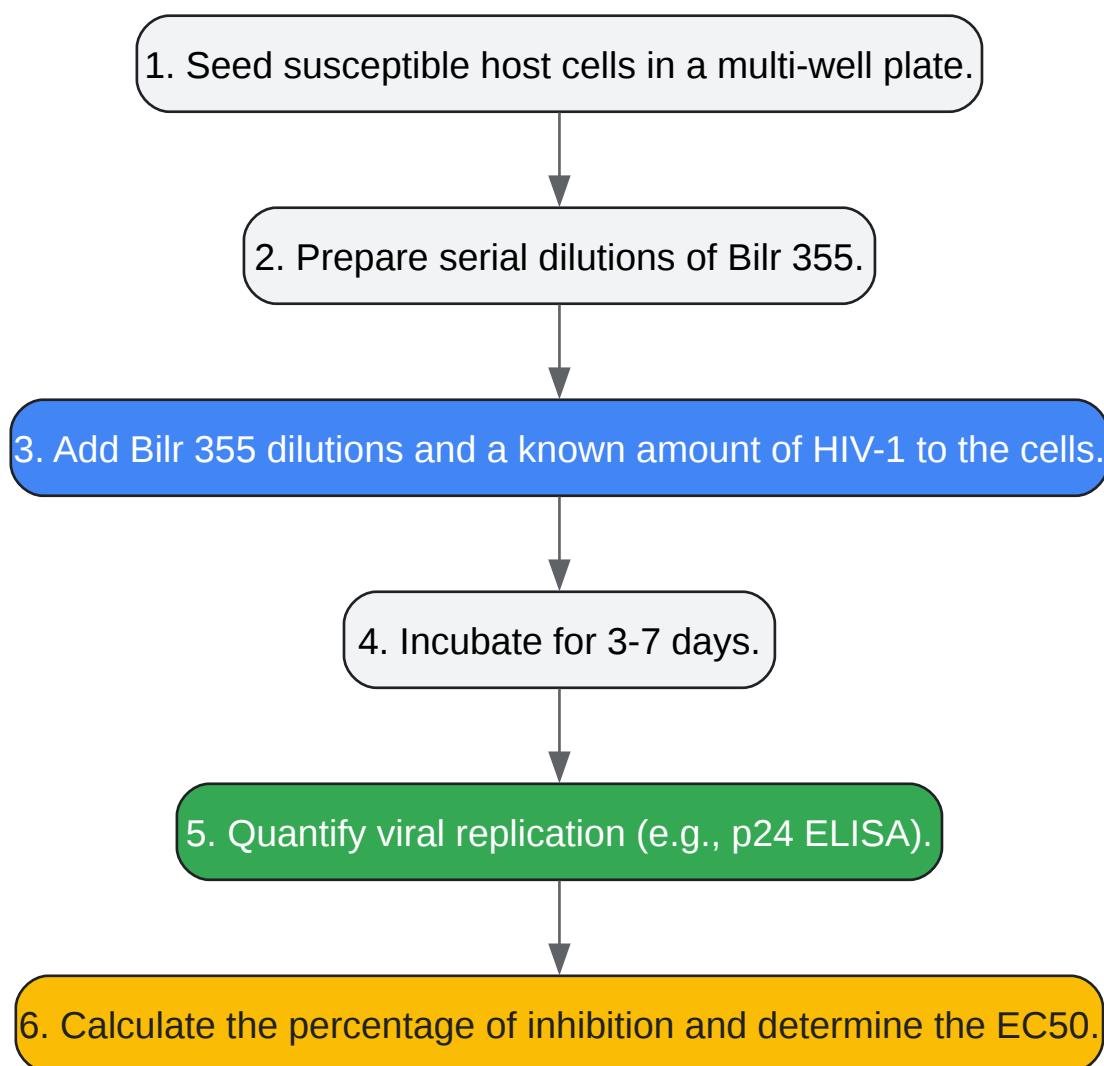 1. Seed susceptible host cells in a multi-well plate.
2. Prepare serial dilutions of Bilr 355.
3. Add Bilr 355 dilutions and a known amount of HIV-1 to the cells.
4. Incubate for 3-7 days.
5. Quantify viral replication (e.g., p24 ELISA).
6. Calculate the percentage of inhibition and determine the EC50.